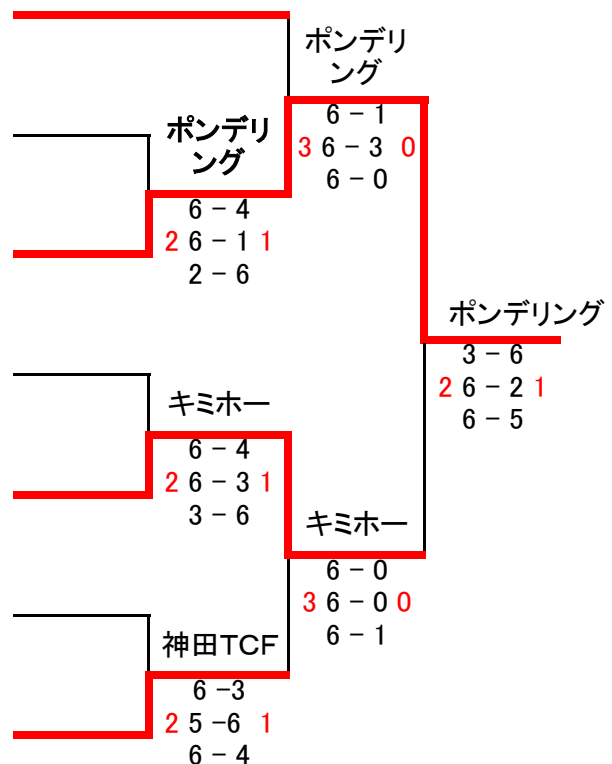 ポンデリ
ング
6 − 1
3 6 − 3 0
6 − 0
ポンデリ
ング
6 − 4
2 6 − 1 1
2 − 6
ポンデリング
3 − 6
2 6 − 2 1
6 − 5
キミホー
6 − 4
2 6 − 3 1
3 − 6
キミホー
6 − 0
3 6 − 0 0
6 − 1
神田TCF
6 −3
2 5 −6 1
6 − 4